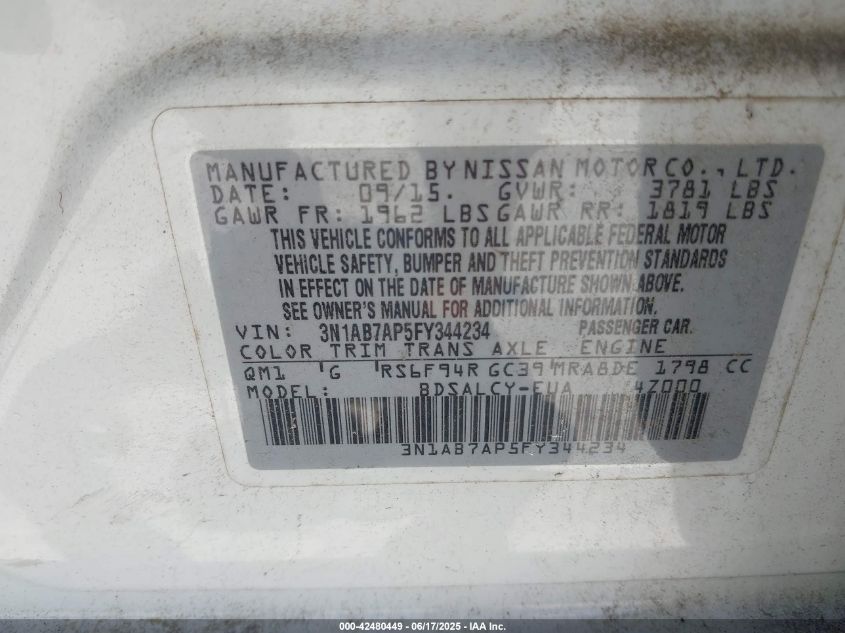 MANUFACTURED BY NISSAN MOTOR CO., LTD.
DATE: 09/15. GVWR: 3781 LBS
GAWR FR: 1962 LBS GAWR RR: 1819 LBS
THIS VEHICLE CONFORMS TO ALL APPLICABLE FEDERAL MOTOR
VEHICLE SAFETY, BUMPER AND THEFT PREVENTION STANDARDS
IN EFFECT ON THE DATE OF MANUFACTURE SHOWN ABOVE.
SEE OWNER'S MANUAL FOR ADDITIONAL INFORMATION.
VIN: 3N1AB7AP5FY344234 PASSENGER CAR.
COLOR TRIM TRANS AXLE ENGINE
QM1 'G 'RS6F94R GC39'MRA8DE 1798 CC
MODEL: BDSALCY-EUA 4Z000
3N1AB7AP5FY344234
000-42480449 - 06/17/2025 - IAA Inc.